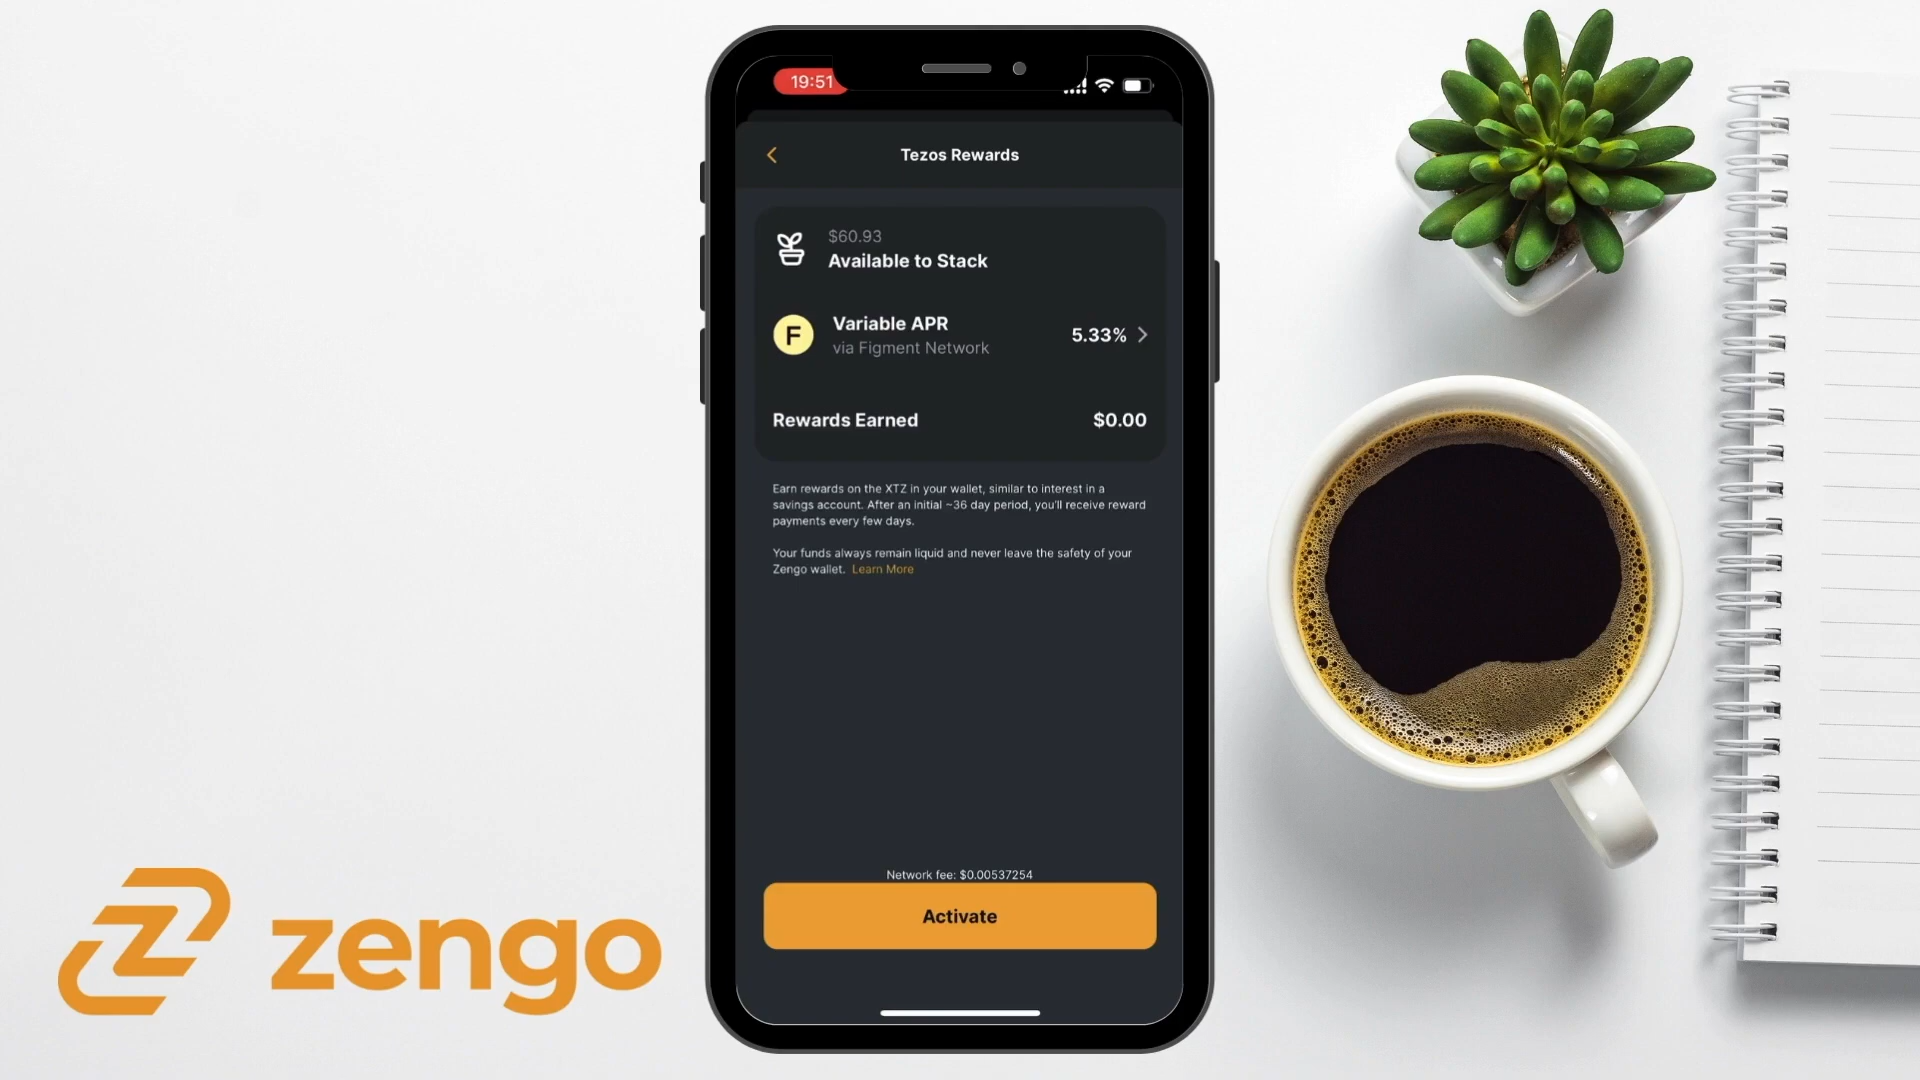 19:51
Tezos Rewards
$60.93
Available to Stack
F
Variable APR
via Figment Network
5.33%
Rewards Earned
$0.00
Earn rewards on the XTZ in your wallet, similar to interest in a
savings account. After an initial ~36 day period, you'll receive reward
payments every few days.
Your funds always remain liquid and never leave the safety of your
Zengo wallet. Learn More
Network fee: $0.00537254
Activate
zengo